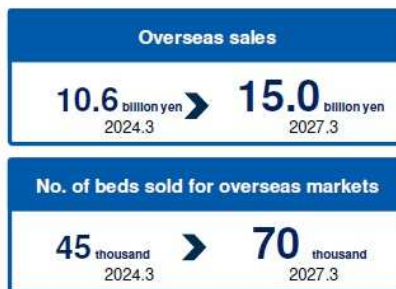 Overseas sales
10.6 billion yen 15.0 billion yen
2024.3 2027.3
No. of beds sold for overseas markets
45 thousand 70 thousand
2024.3 2027.3